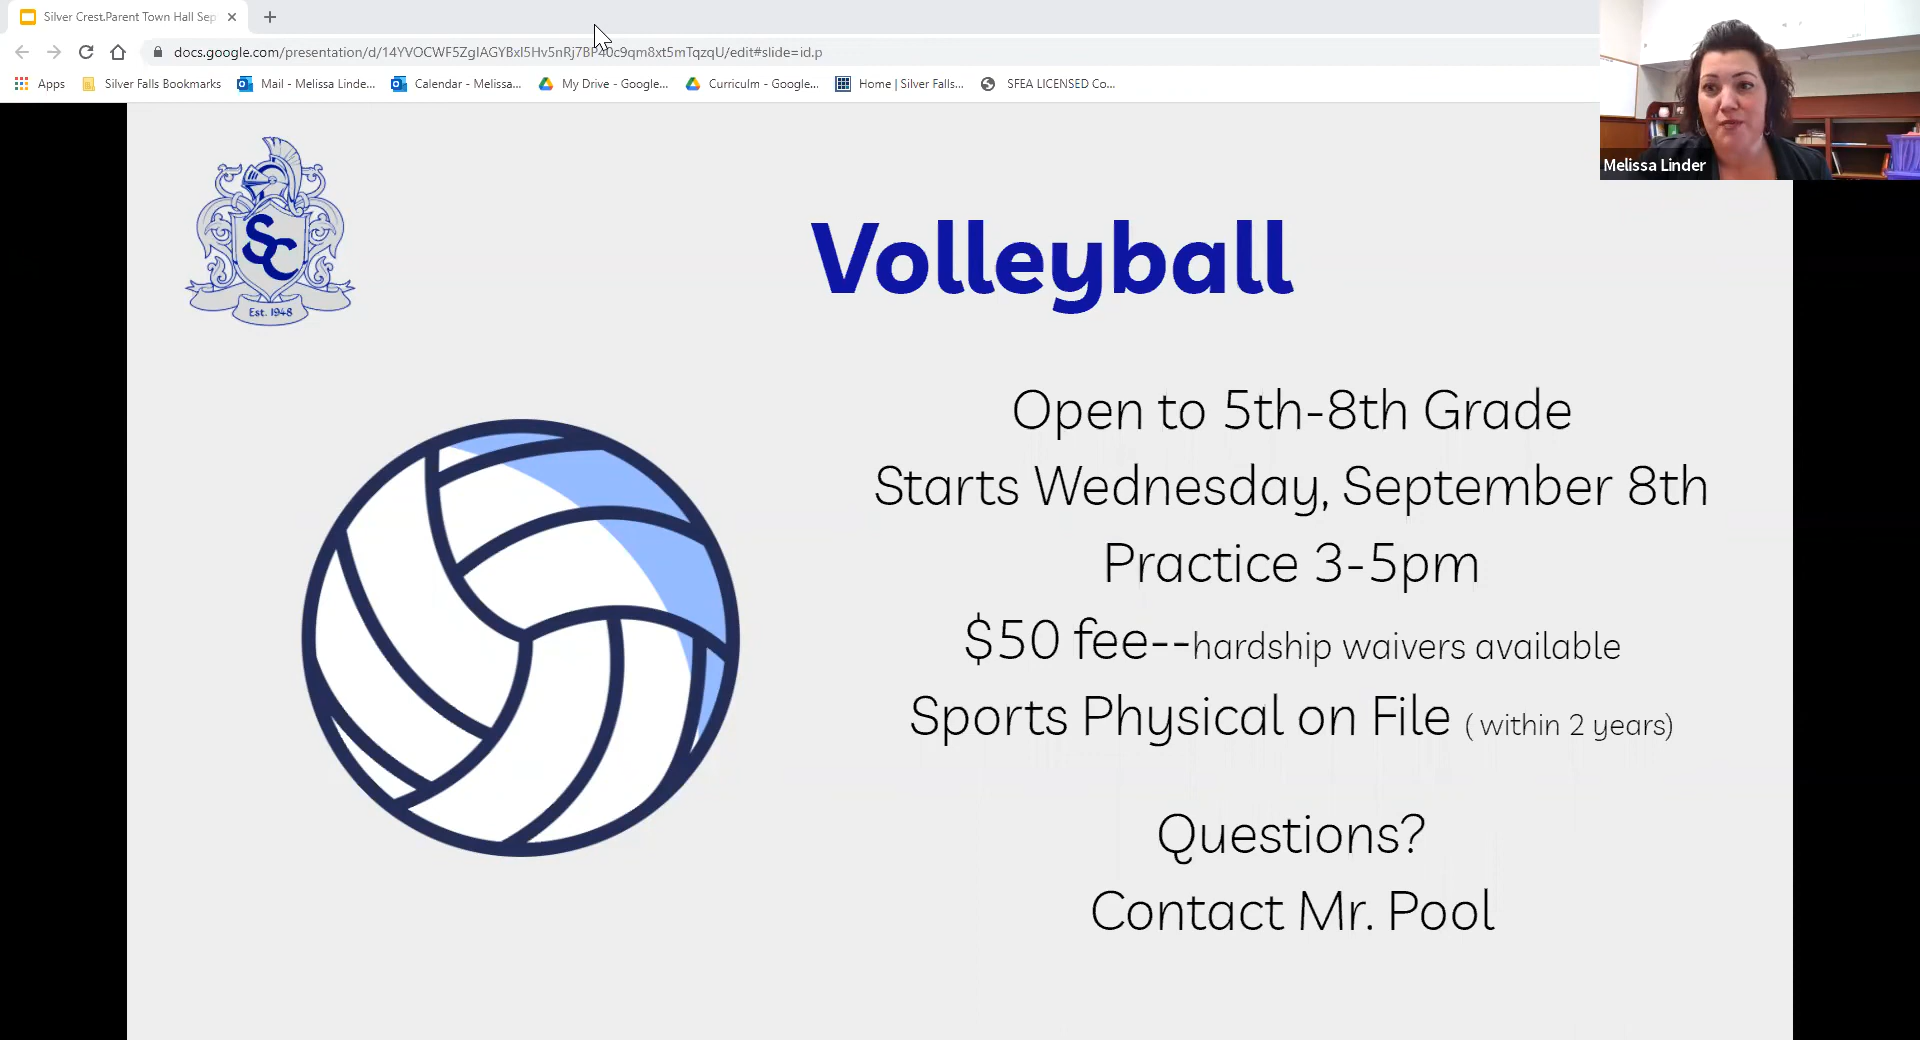 Silver Crest.Parent Town Hall Sep
docs.google.com/presentation/d/14YVOCWF5ZgIAGYBxI5Hv5nRj7BP40c9qm8xt5mTqzqU/edit#slide=id.p
Apps
Silver Falls Bookmarks
Mail - Melissa Linde...
Calendar - Melissa...
My Drive - Google...
Curriculm - Google...
Home | Silver Falls...
SFEA LICENSED Co...
Melissa Linder
SC
Est. 1948
Volleyball
Open to 5th-8th Grade
Starts Wednesday, September 8th
Practice 3-5pm
$50 fee--hardship waivers available
Sports Physical on File ( within 2 years)
Questions?
Contact Mr. Pool